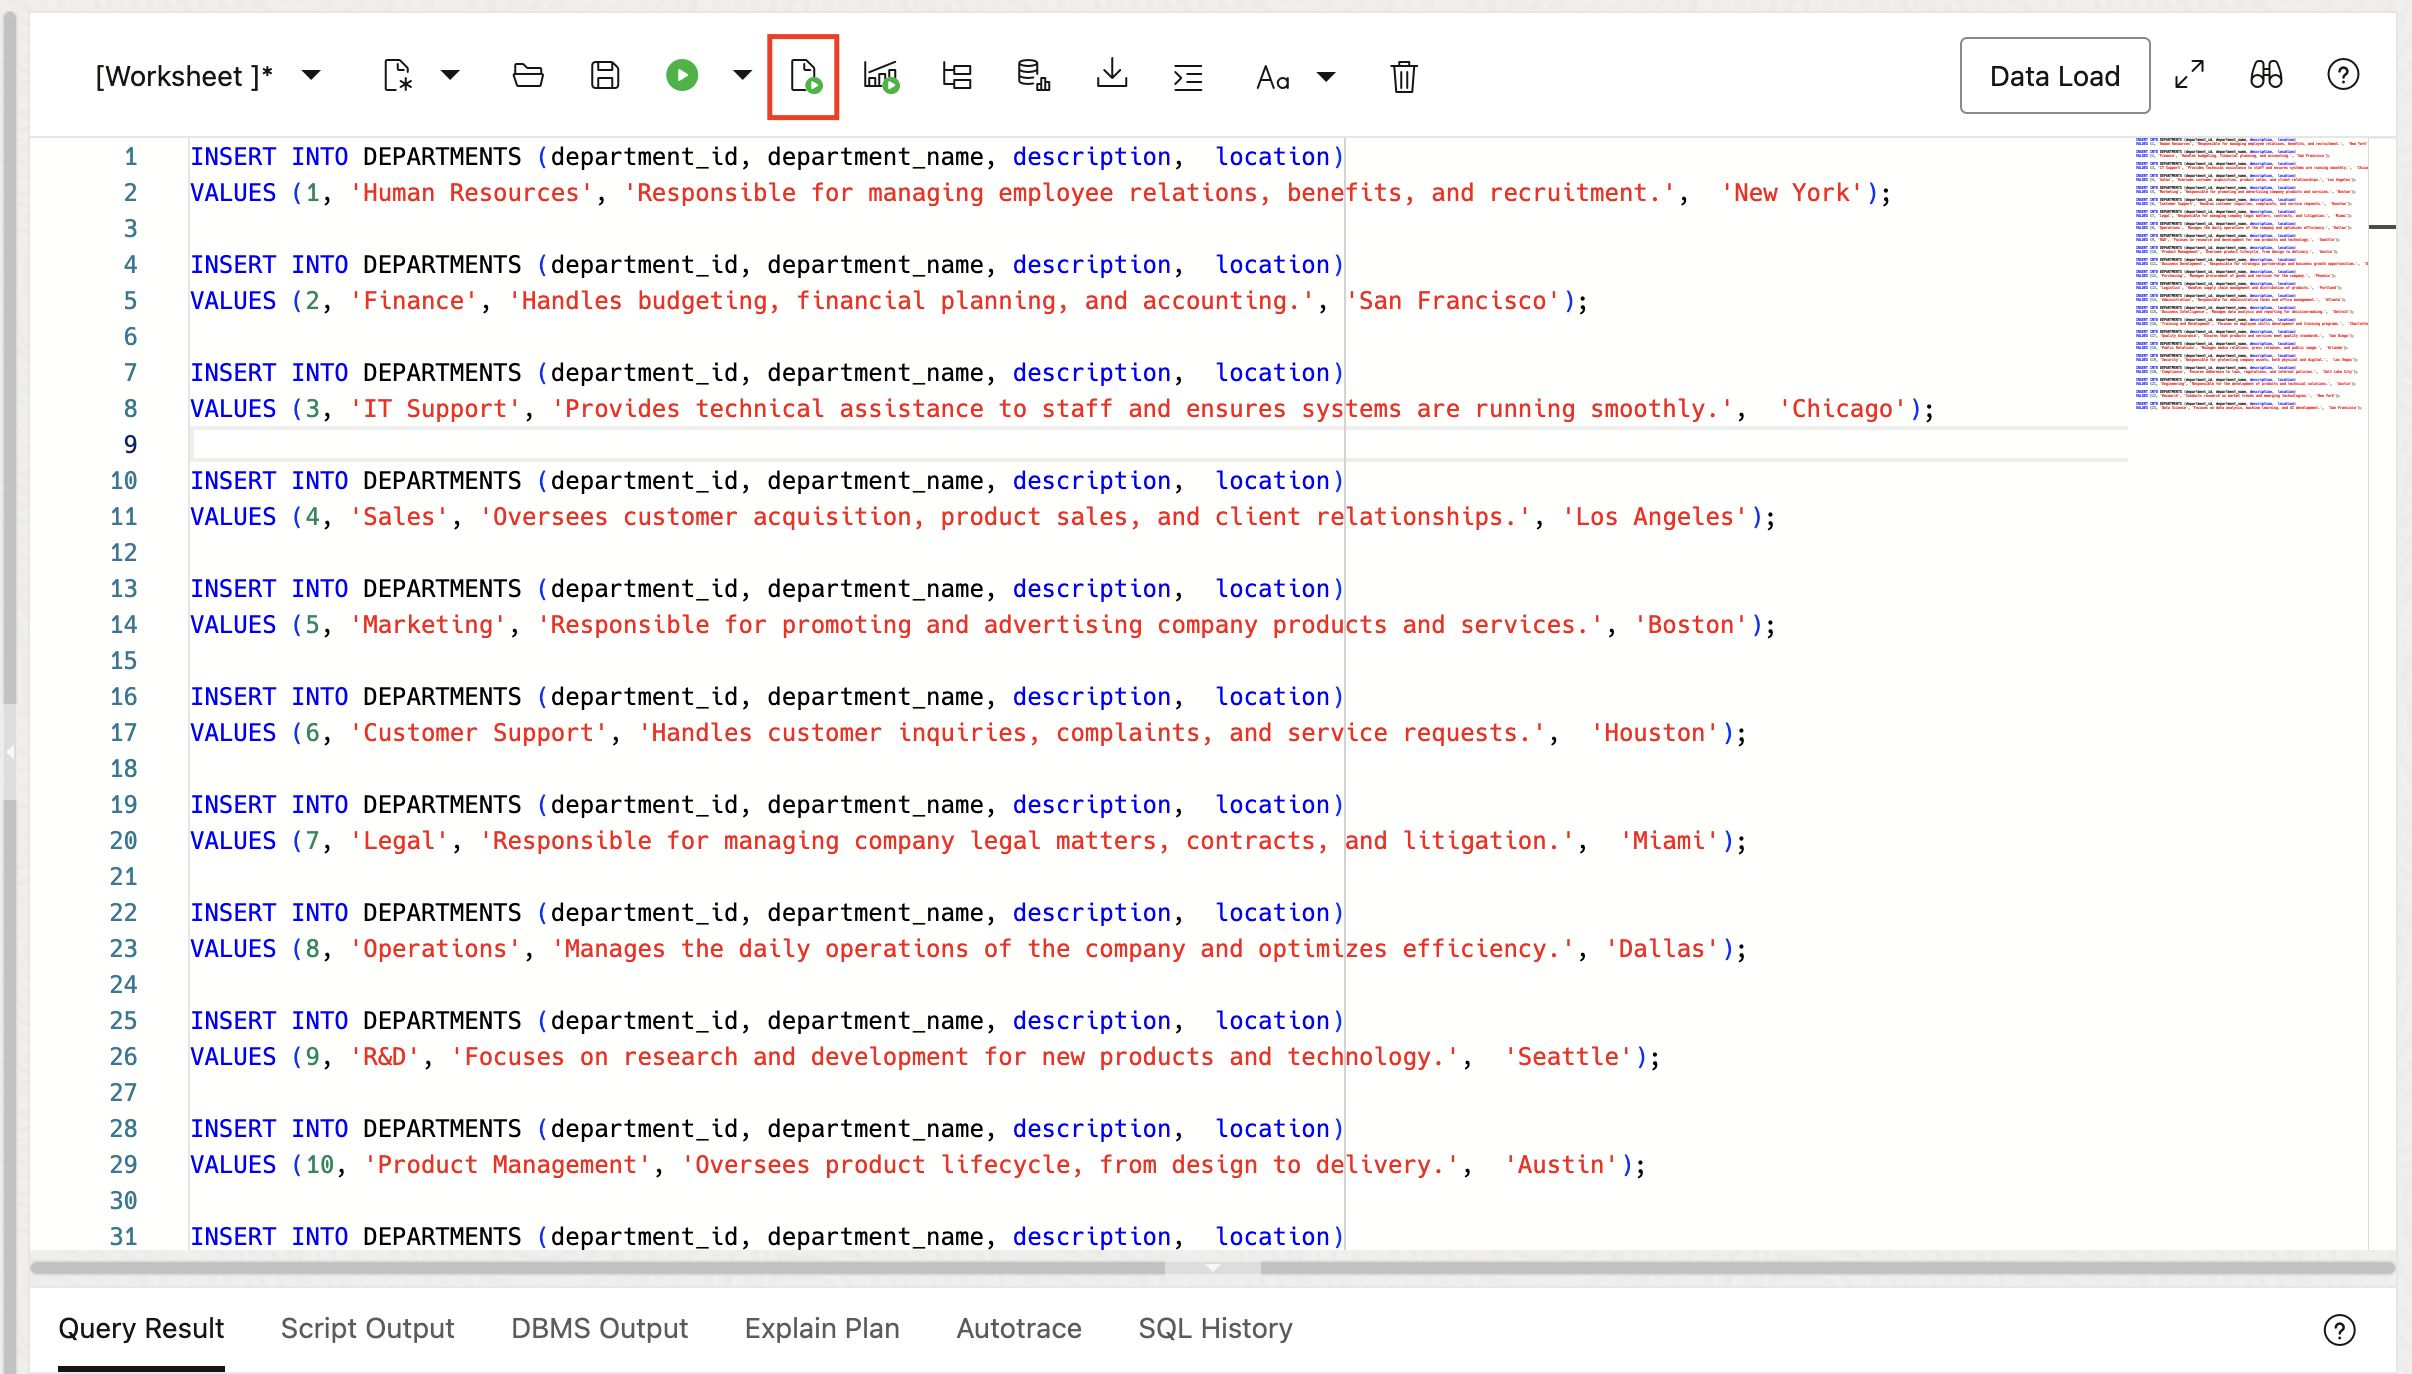 [Worksheet ]*
Aa
Data Load
1 INSERT INTO DEPARTMENTS (department_id, department_name, description,  location)
2 VALUES (1, 'Human Resources', 'Responsible for managing employee relations, benefits, and recruitment.',  'New York');
3
4 INSERT INTO DEPARTMENTS (department_id, department_name, description,  location)
5 VALUES (2, 'Finance', 'Handles budgeting, financial planning, and accounting.', 'San Francisco');
6
7 INSERT INTO DEPARTMENTS (department_id, department_name, description,  location)
8 VALUES (3, 'IT Support', 'Provides technical assistance to staff and ensures systems are running smoothly.',  'Chicago');
9
10 INSERT INTO DEPARTMENTS (department_id, department_name, description,  location)
11 VALUES (4, 'Sales', 'Oversees customer acquisition, product sales, and client relationships.', 'Los Angeles');
12
13 INSERT INTO DEPARTMENTS (department_id, department_name, description,  location)
14 VALUES (5, 'Marketing', 'Responsible for promoting and advertising company products and services.', 'Boston');
15
16 INSERT INTO DEPARTMENTS (department_id, department_name, description,  location)
17 VALUES (6, 'Customer Support', 'Handles customer inquiries, complaints, and service requests.',  'Houston');
18
19 INSERT INTO DEPARTMENTS (department_id, department_name, description,  location)
20 VALUES (7, 'Legal', 'Responsible for managing company legal matters, contracts, and litigation.',  'Miami');
21
22 INSERT INTO DEPARTMENTS (department_id, department_name, description,  location)
23 VALUES (8, 'Operations', 'Manages the daily operations of the company and optimizes efficiency.', 'Dallas');
24
25 INSERT INTO DEPARTMENTS (department_id, department_name, description,  location)
26 VALUES (9, 'R&D', 'Focuses on research and development for new products and technology.',  'Seattle');
27
28 INSERT INTO DEPARTMENTS (department_id, department_name, description,  location)
29 VALUES (10, 'Product Management', 'Oversees product lifecycle, from design to delivery.',  'Austin');
30
31 INSERT INTO DEPARTMENTS (department_id, department_name, description,  location)
Query Result Script Output DBMS Output Explain Plan Autotrace SQL History